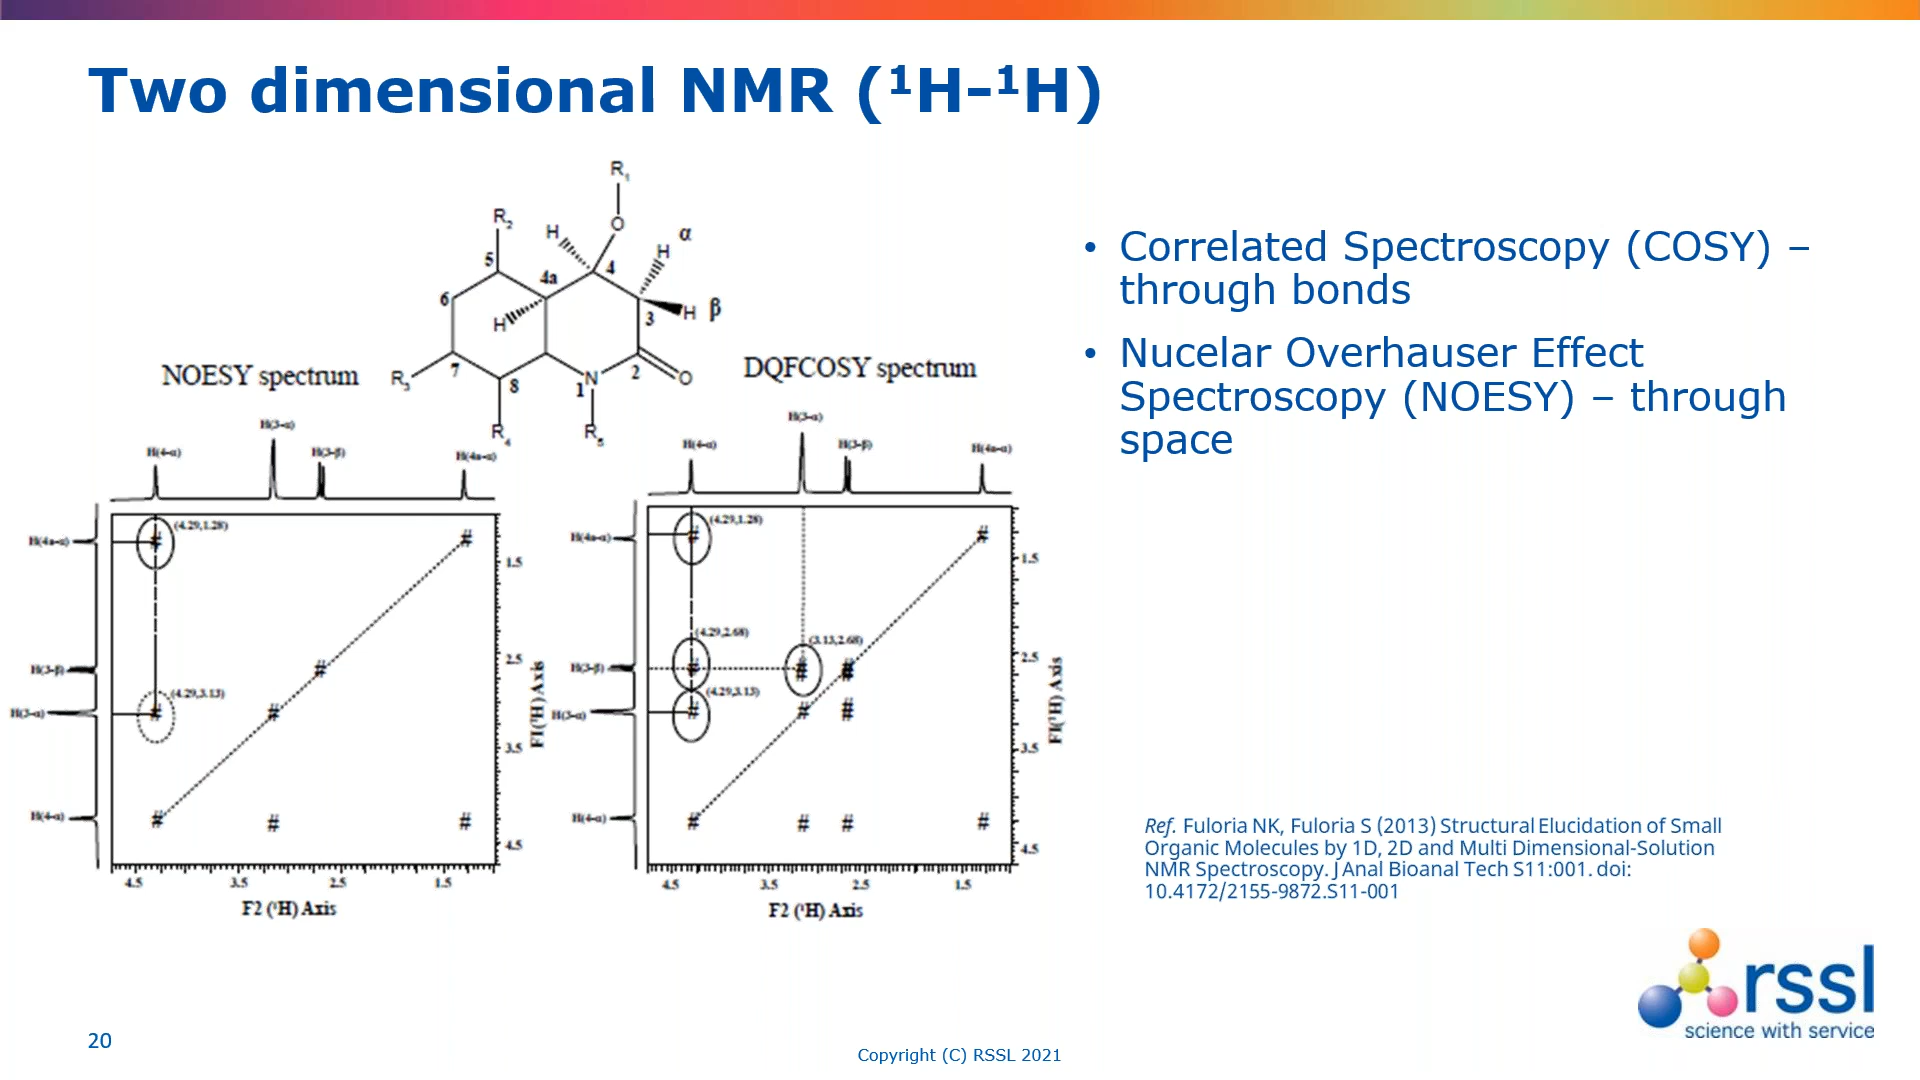 Two dimensional NMR (¹H-¹H)
R₁
O
H
α
H
R₂
5
4a
4
6
H
3
H
β
R₃
7
8
1
N
2
O
R₄
R₅
• Correlated Spectroscopy (COSY) –
through bonds
• Nucelar Overhauser Effect
Spectroscopy (NOESY) – through
space
NOESY spectrum
H(4-α)
H(3-α)
H(3-β)
H(4a-α)
H(4a-α)
H(3-β)
H(3-α)
H(4-α)
(4.29,1.28)
(4.29,3.13)
# # # # # # # # #
1.5
2.5
3.5
4.5
F1(¹H) Axis
4.5 3.5 2.5 1.5
F2 (¹H) Axis
DQFCOSY spectrum
H(4-α)
H(3-α)
H(3-β)
H(4a-α)
H(4a-α)
H(3-β)
H(3-α)
H(4-α)
(4.29,1.28)
(4.29,2.68)
(3.13,2.68)
(4.29,3.13)
# # # # # # # # # # # #
1.5
2.5
3.5
4.5
F1(¹H) Axis
4.5 3.5 2.5 1.5
F2 (¹H) Axis
Ref. Fuloria NK, Fuloria S (2013) Structural Elucidation of Small
Organic Molecules by 1D, 2D and Multi Dimensional-Solution
NMR Spectroscopy. J Anal Bioanal Tech S11:001. doi:
10.4172/2155-9872.S11-001
rssl
science with service
20
Copyright (C) RSSL 2021